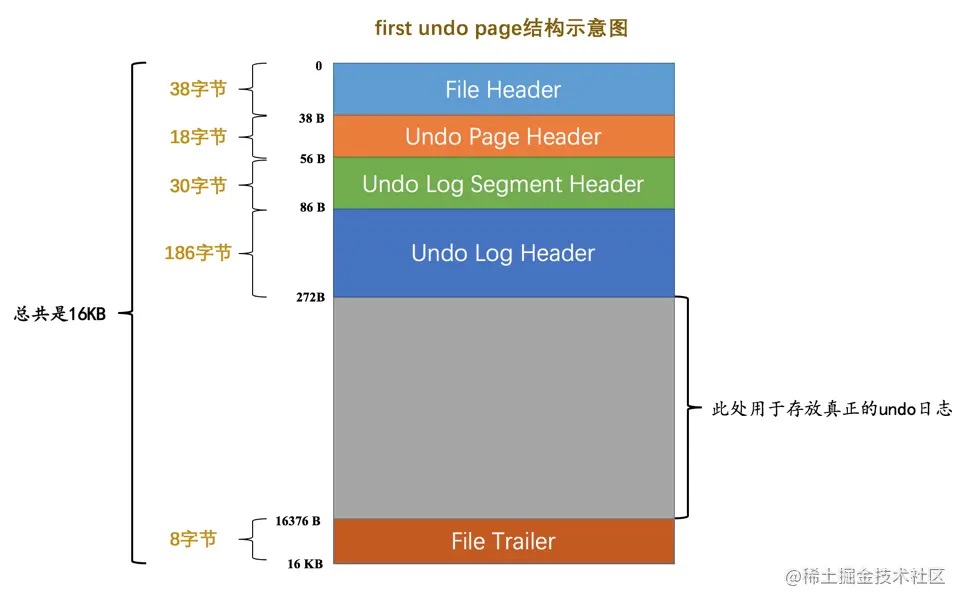 first undo page结构示意图
0
38字节
File Header
38 B
18字节
Undo Page Header
56 B
30字节
Undo Log Segment Header
86 B
186字节
Undo Log Header
272B
总共是16KB
此处用于存放真正的undo日志
16376 B
8字节
File Trailer
16 KB
@稀土掘金技术社区